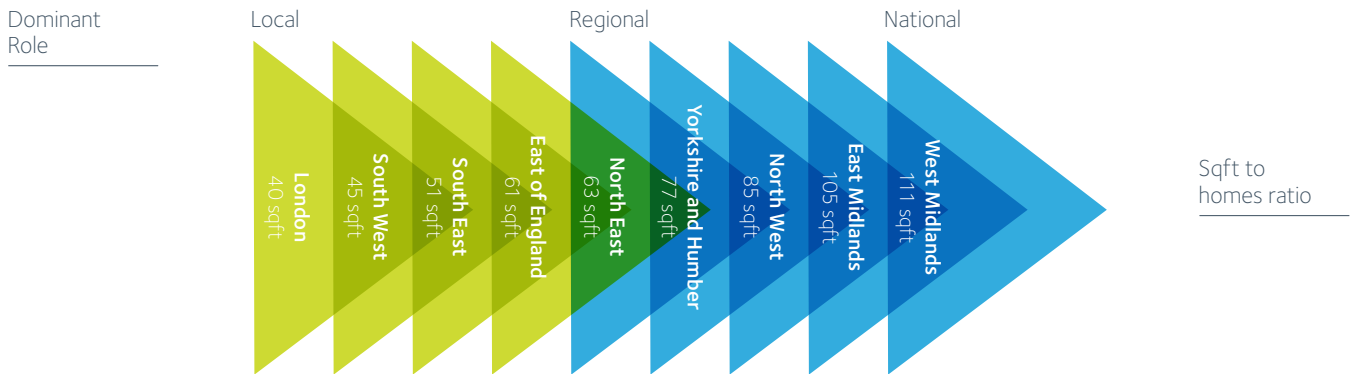 Dominant
Role
Local
Regional
National
London
40 sqft
South West
45 sqft
South East
51 sqft
East of England
61 sqft
North East
63 sqft
Yorkshire and Humber
77 sqft
North West
85 sqft
East Midlands
105 sqft
West Midlands
111 sqft
Sqft to
homes ratio